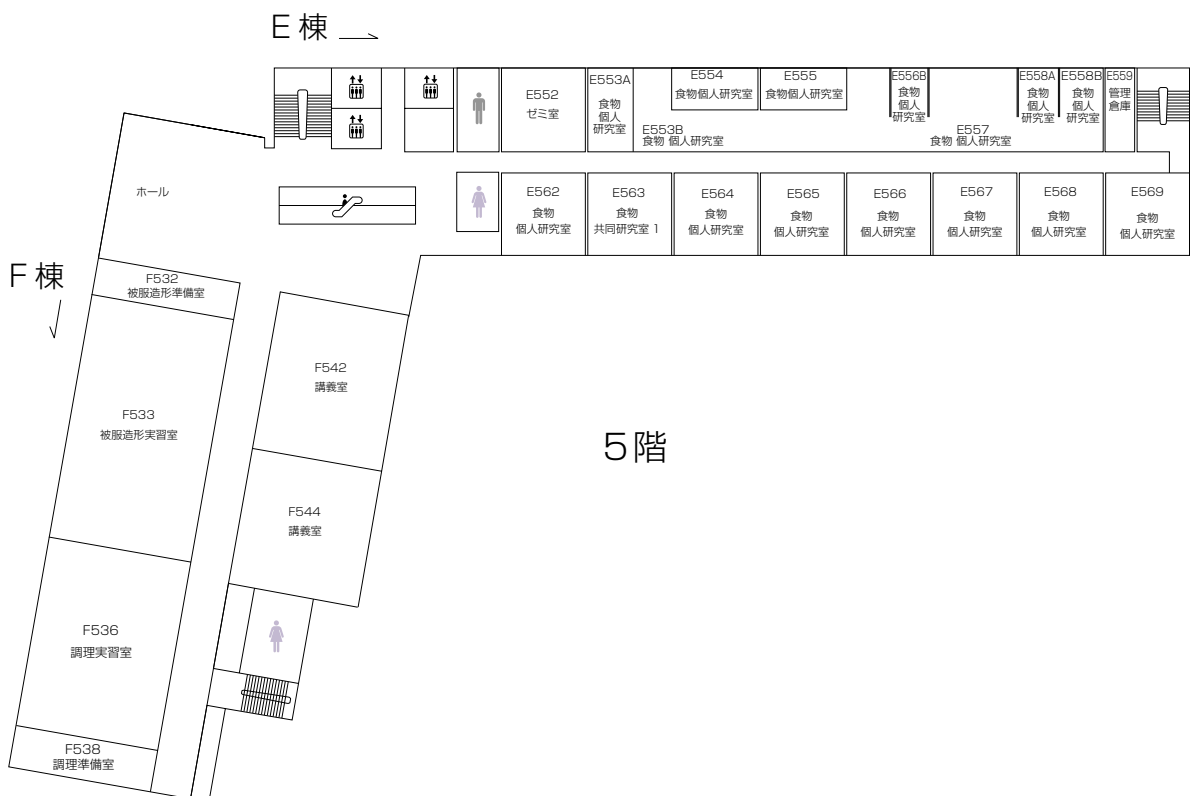 E 棟
E552
ゼミ室
E553A
食物
個人
研究室
E553B
食物 個人研究室
E554
食物個人研究室
E555
食物個人研究室
E556B
食物
個人
研究室
E557
食物 個人研究室
E558A
食物
個人
研究室
E558B
食物
個人
研究室
E559
管理
倉庫
ホール
E562
食物
個人研究室
E563
食物
共同研究室 1
E564
食物
個人研究室
E565
食物
個人研究室
E566
食物
個人研究室
E567
食物
個人研究室
E568
食物
個人研究室
E569
食物
個人研究室
F 棟
F532
被服造形準備室
F533
被服造形実習室
F542
講義室
5階
F544
講義室
F536
調理実習室
F538
調理準備室